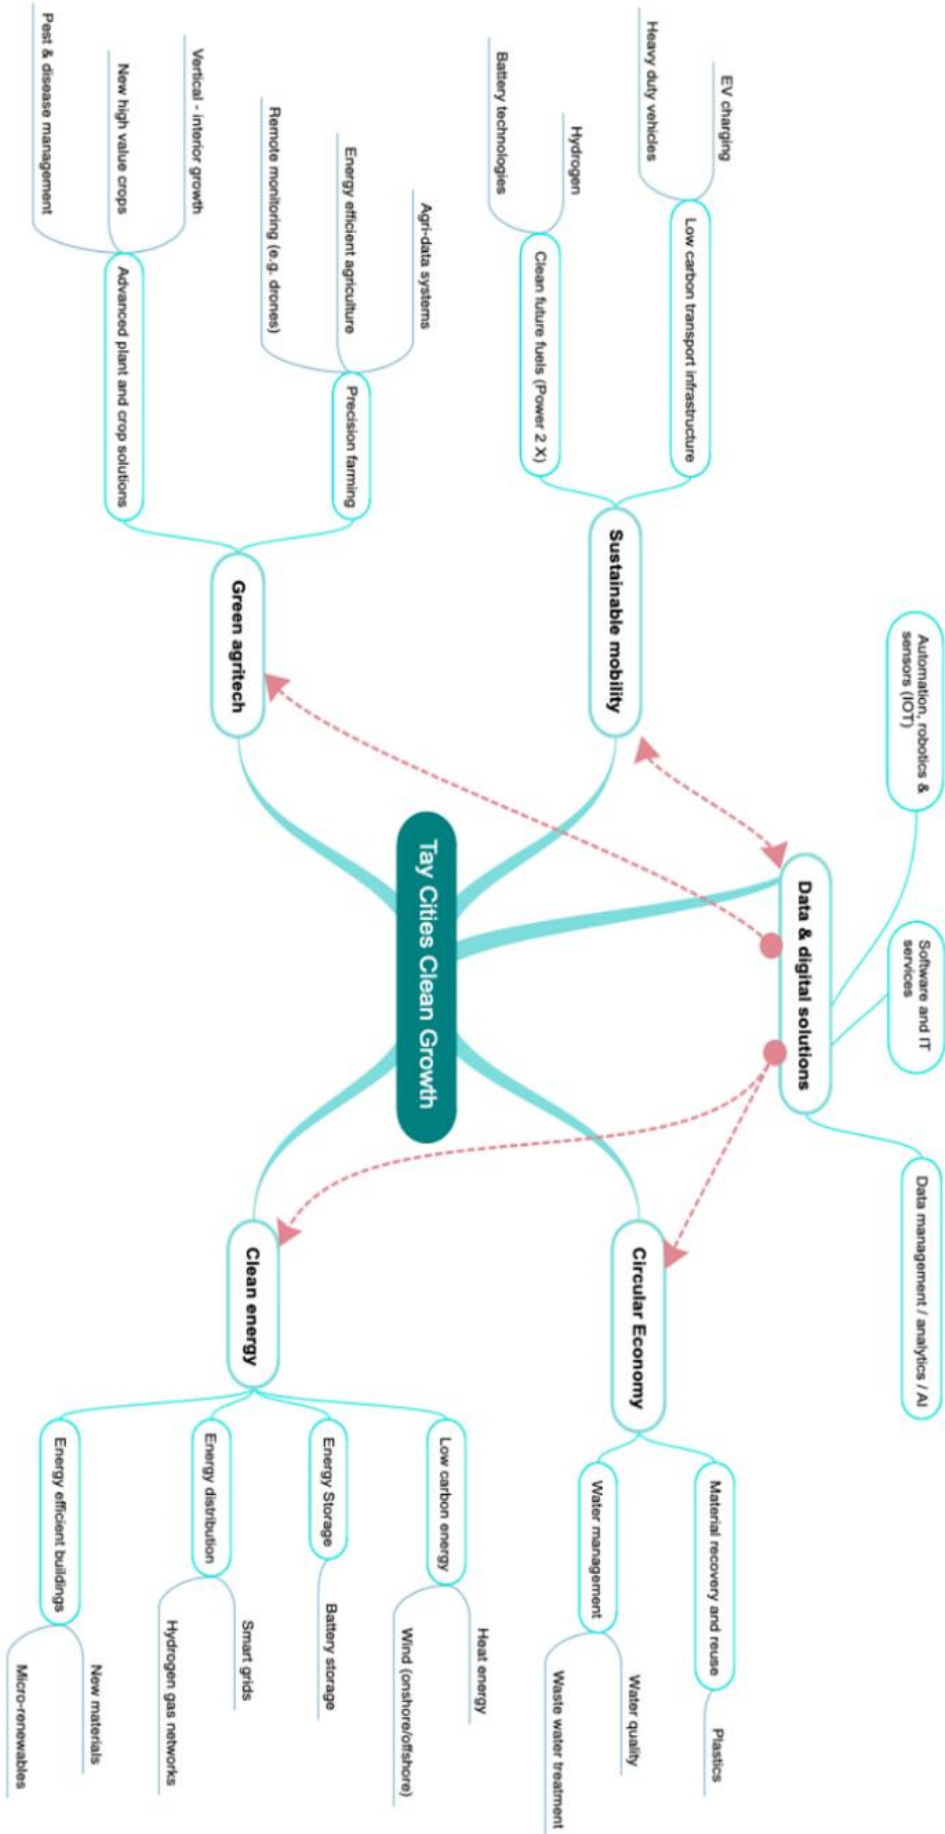 Automation, robotics &
sensors (IOT)
Software and IT
services
Data management / analytics / AI
Data & digital solutions
EV charging
Heavy duty vehicles
Low carbon transport infrastructure
Hydrogen
Battery technologies
Clean future fuels (Power 2 X)
Sustainable mobility
Agri-data systems
Energy efficient agriculture
Remote monitoring (e.g. drones)
Precision farming
Vertical - interior growth
New high value crops
Pest & disease management
Advanced plant and crop solutions
Green agritech
Tay Cities Clean Growth
Circular Economy
Material recovery and reuse
Plastics
Water management
Water quality
Waste water treatment
Clean energy
Low carbon energy
Heat energy
Wind (onshore/offshore)
Energy Storage
Battery storage
Energy distribution
Smart grids
Hydrogen gas networks
Energy efficient buildings
New materials
Micro-renewables